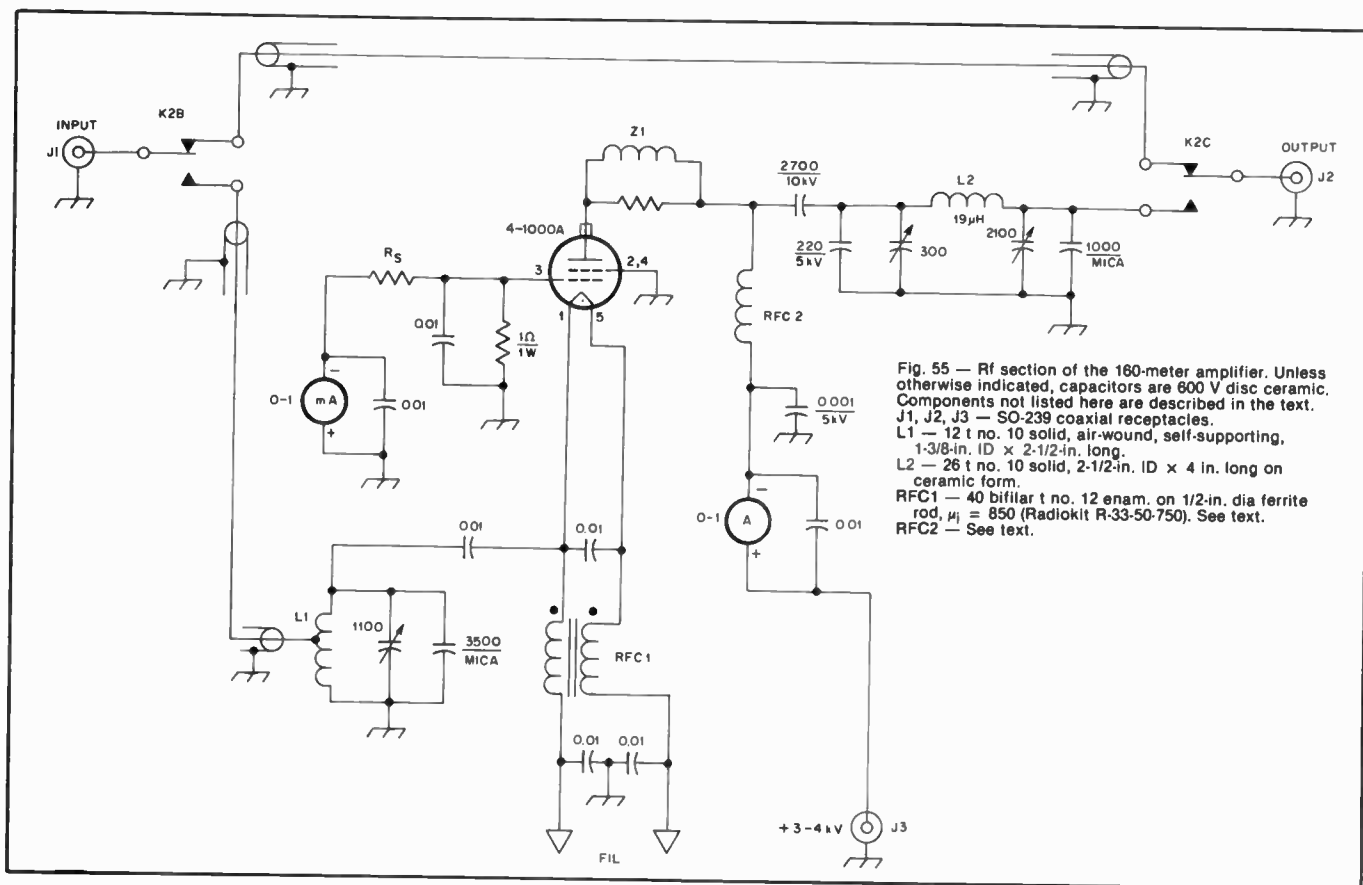 K2B
INPUT
J1
Z1
K2C
OUTPUT
J2
2700
10kV
L2
19µH
4-1000A
RS
3
2,4
1
5
220
5kV
300
2100
1000
MICA
0.01
1Ω
1W
RFC 2
0-1
mA
-
+
0.01
0.001
5kV
0-1
A
-
+
0.01
0.01
0.01
L1
1100
3500
MICA
RFC 1
0.01
0.01
FIL
+3-4kV
J3
Fig. 55 — Rf section of the 160-meter amplifier. Unless
otherwise indicated, capacitors are 600 V disc ceramic.
Components not listed here are described in the text.
J1, J2, J3 — SO-239 coaxial receptacles.
L1 — 12 t no. 10 solid, air-wound, self-supporting,
1-3/8-in. ID × 2-1/2-in. long.
L2 — 26 t no. 10 solid, 2-1/2-in. ID × 4 in. long on
ceramic form.
RFC1 — 40 bifilar t no. 12 enam. on 1/2-in. dia ferrite
rod, µi = 850 (Radiokit R-33-50-750). See text.
RFC2 — See text.